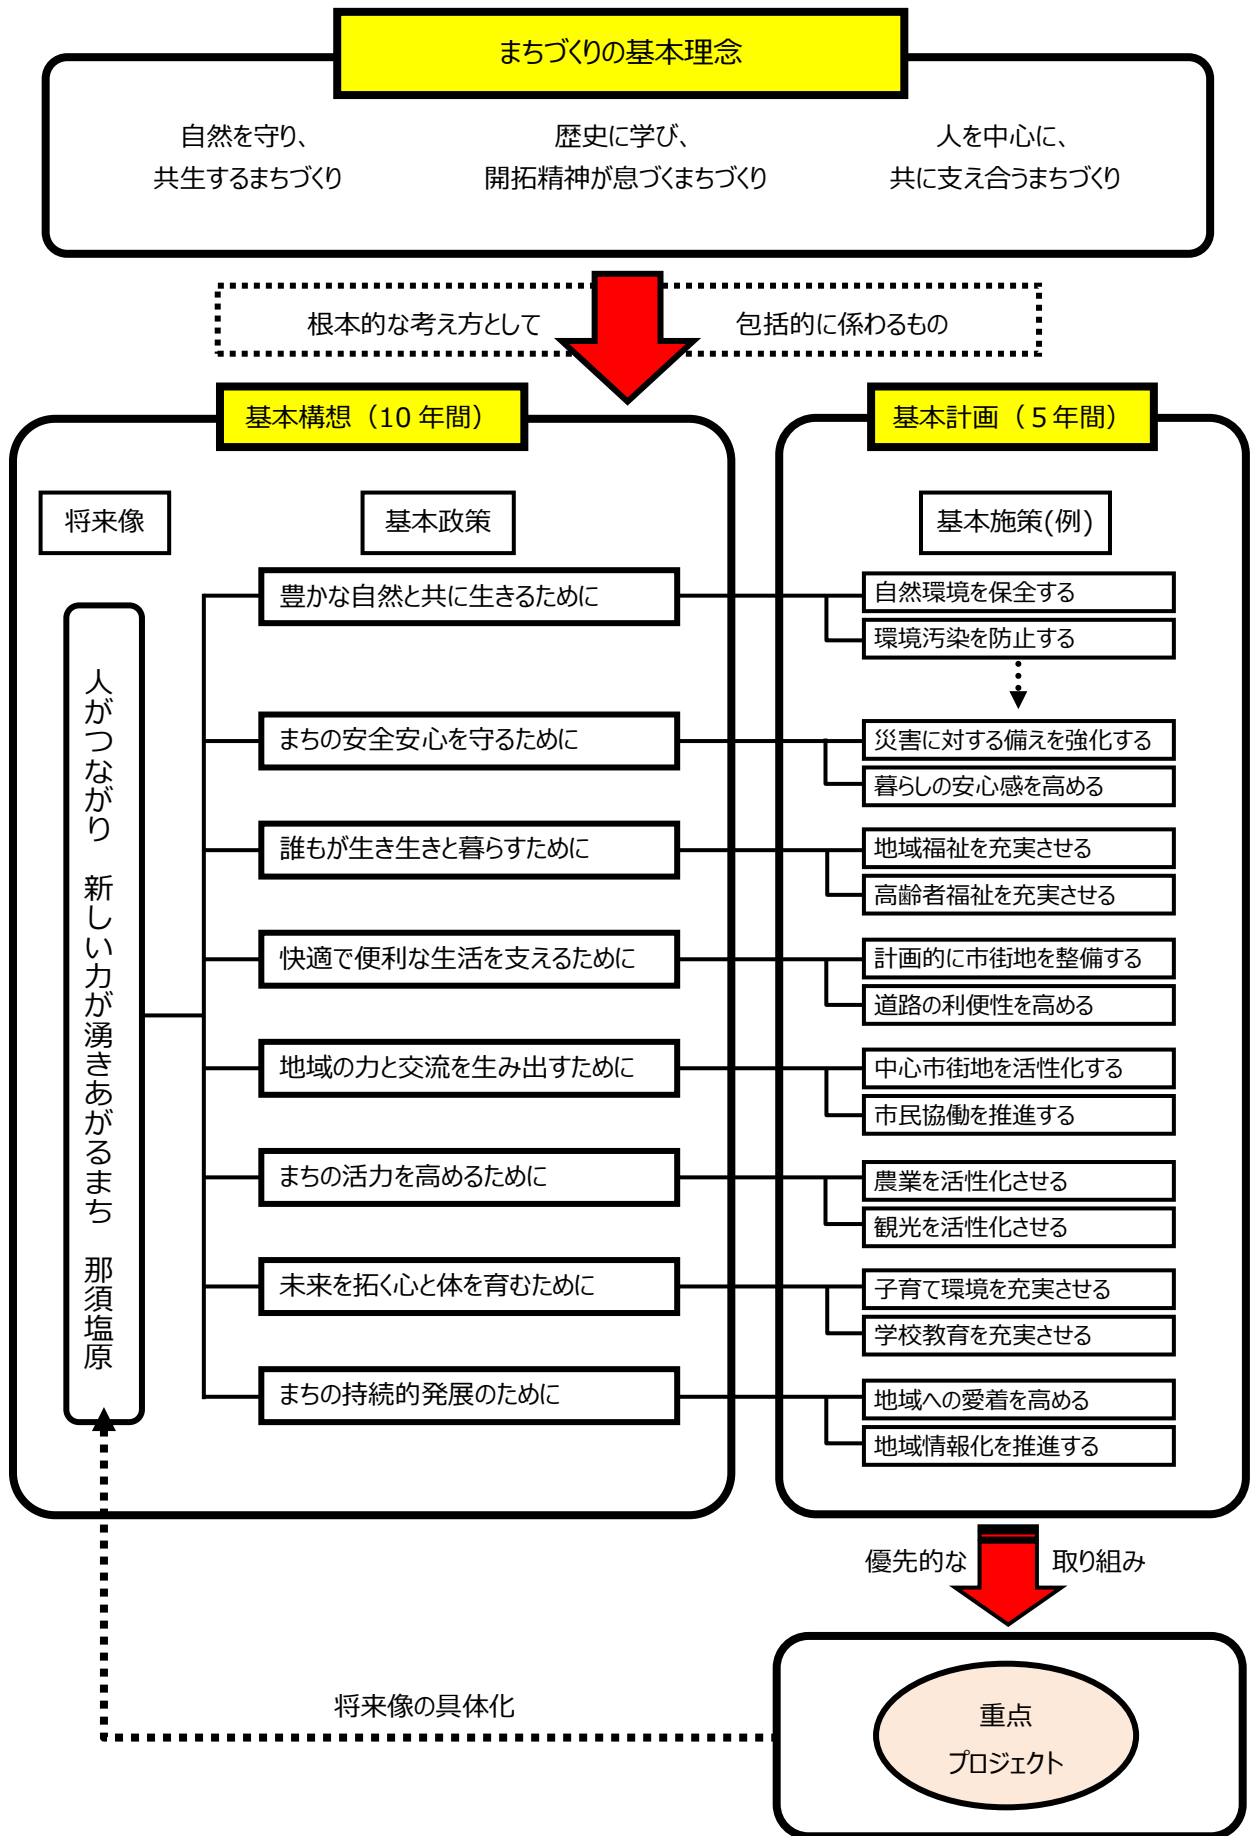 まちづくりの基本理念
自然を守り、
共生するまちづくり
歴史に学び、
開拓精神が息づくまちづくり
人を中心に、
共に支え合うまちづくり
根本的な考え方として
包括的に係わるもの
基本構想（10 年間）
将来像
基本政策
人がつながり　新しい力が湧きあがるまち　那須塩原
豊かな自然と共に生きるために
まちの安全安心を守るために
誰もが生き生きと暮らすために
快適で便利な生活を支えるために
地域の力と交流を生み出すために
まちの活力を高めるために
未来を拓く心と体を育むために
まちの持続的発展のために
基本計画（５年間）
基本施策(例)
自然環境を保全する
環境汚染を防止する
災害に対する備えを強化する
暮らしの安心感を高める
地域福祉を充実させる
高齢者福祉を充実させる
計画的に市街地を整備する
道路の利便性を高める
中心市街地を活性化する
市民協働を推進する
農業を活性化させる
観光を活性化させる
子育て環境を充実させる
学校教育を充実させる
地域への愛着を高める
地域情報化を推進する
優先的な
取り組み
将来像の具体化
重点
プロジェクト